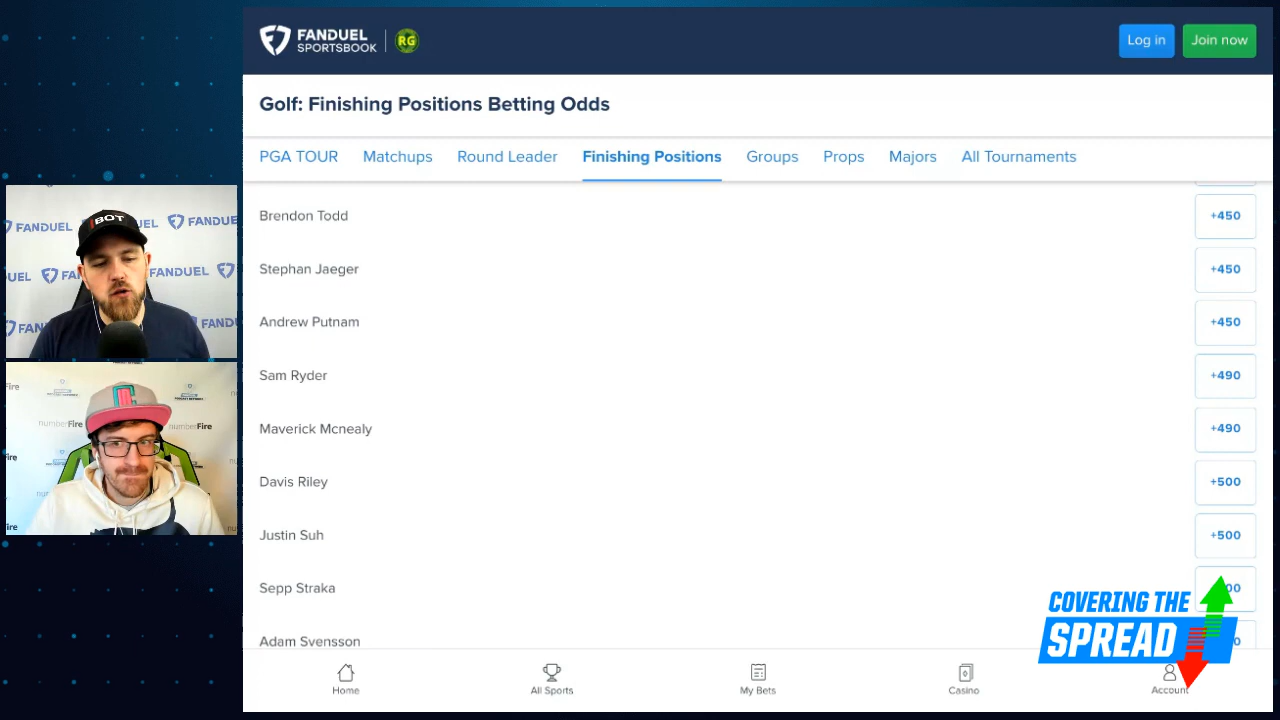 FANDUEL
SPORTSBOOK
RG
Log in
Join now
Golf: Finishing Positions Betting Odds
PGA TOUR
Matchups
Round Leader
Finishing Positions
Groups
Props
Majors
All Tournaments
Brendon Todd
+450
Stephan Jaeger
+450
Andrew Putnam
+450
Sam Ryder
+490
Maverick Mcnealy
+490
Davis Riley
+500
Justin Suh
+500
Sepp Straka
Adam Svensson
COVERING THE
SPREAD
Home
All Sports
My Bets
Casino
Account
BOT
FANDUEL
FANDUEL
numberFire
numberFire